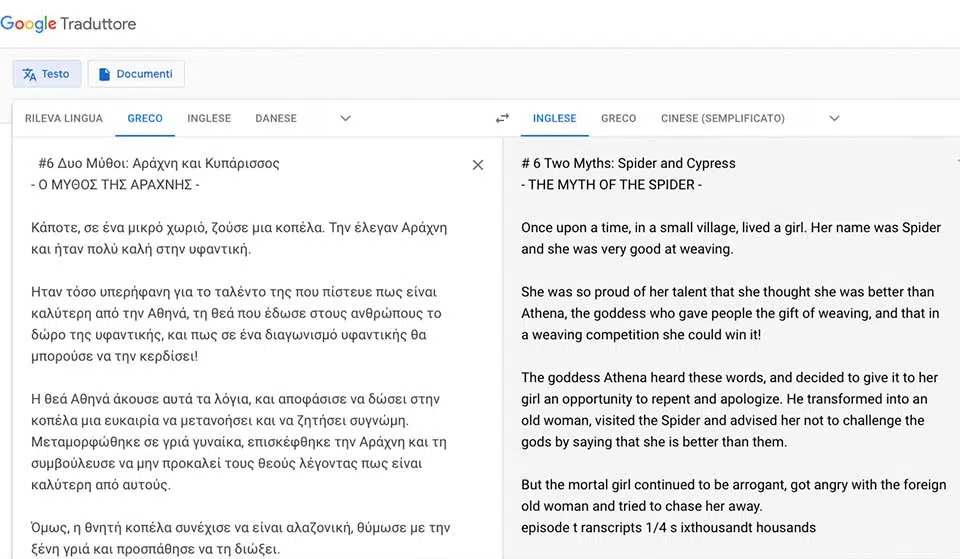 Google Traduttore
Testo
Documenti
RILEVA LINGUA GRECO INGLESE DANESE
INGLESE GRECO CINESE (SEMPLIFICATO)
#6 Δυο Μύθοι: Αράχνη και Κυπάρισσος
- Ο ΜΥΘΟΣ ΤΗΣ ΑΡΑΧΝΗΣ -
Κάποτε, σε ένα μικρό χωριό, ζούσε μια κοπέλα. Την έλεγαν Αράχνη
και ήταν πολύ καλή στην υφαντική.
Ηταν τόσο υπερήφανη για το ταλέντο της που πίστευε πως είναι
καλύτερη από την Αθηνά, τη θεά που έδωσε στους ανθρώπους το
δώρο της υφαντικής, και πως σε ένα διαγωνισμό υφαντικής θα
μπορούσε να την κερδίσει!
Η θεά Αθηνά άκουσε αυτά τα λόγια, και αποφάσισε να δώσει στην
κοπέλα μια ευκαιρία να μετανοήσει και να ζητήσει συγνώμη.
Μεταμορφώθηκε σε γριά γυναίκα, επισκέφθηκε την Αράχνη και τη
συμβούλευσε να μην προκαλεί τους θεούς λέγοντας πως είναι
καλύτερη από αυτούς.
Όμως, η θνητή κοπέλα συνέχισε να είναι αλαζονική, θύμωσε με την
ξένη γριά και προσπάθησε να τη διώξει.
# 6 Two Myths: Spider and Cypress
- THE MYTH OF THE SPIDER -
Once upon a time, in a small village, lived a girl. Her name was Spider
and she was very good at weaving.
She was so proud of her talent that she thought she was better than
Athena, the goddess who gave people the gift of weaving, and that in
a weaving competition she could win it!
The goddess Athena heard these words, and decided to give it to her
girl an opportunity to repent and apologize. He transformed into an
old woman, visited the Spider and advised her not to challenge the
gods by saying that she is better than them.
But the mortal girl continued to be arrogant, got angry with the foreign
old woman and tried to chase her away.
episode t ranscripts 1/4 s ixthousandt housands